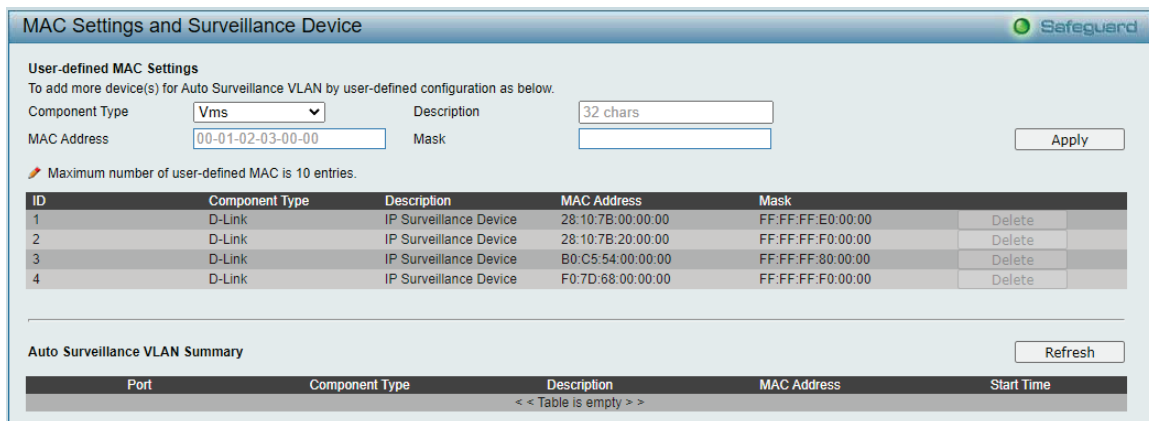 MAC Settings and Surveillance Device Safeguard
User-defined MAC Settings
To add more device(s) for Auto Surveillance VLAN by user-defined configuration as below.
Component Type Vms Description 32 chars
MAC Address 00-01-02-03-00-00 Mask Apply
Maximum number of user-defined MAC is 10 entries.
ID Component Type Description MAC Address Mask
1 D-Link IP Surveillance Device 28:10:7B:00:00:00 FF:FF:FF:E0:00:00 Delete
2 D-Link IP Surveillance Device 28:10:7B:20:00:00 FF:FF:FF:F0:00:00 Delete
3 D-Link IP Surveillance Device B0:C5:54:00:00:00 FF:FF:FF:80:00:00 Delete
4 D-Link IP Surveillance Device F0:7D:68:00:00:00 FF:FF:FF:F0:00:00 Delete
Auto Surveillance VLAN Summary Refresh
Port Component Type Description MAC Address Start Time
< < Table is empty > >